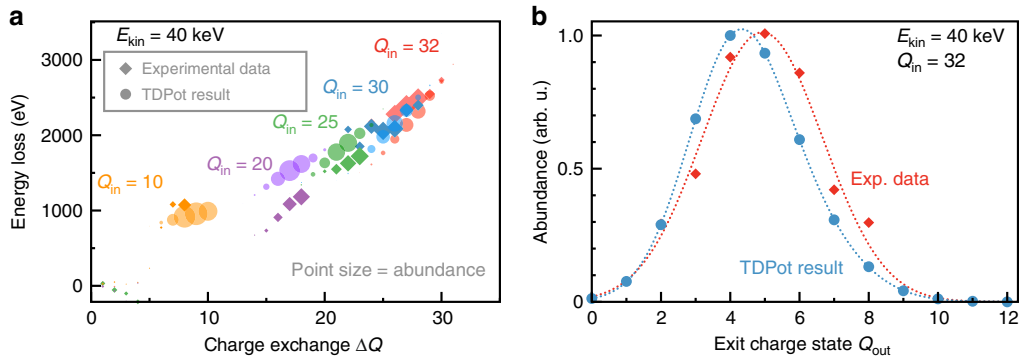 a
E_kin = 40 keV
Experimental data
TDPot result
Q_in = 32
Q_in = 30
Q_in = 25
Q_in = 20
Q_in = 10
Point size = abundance
Energy loss (eV)
3000
2000
1000
0
0 10 20 30
Charge exchange ΔQ
b
E_kin = 40 keV
Q_in = 32
Exp. data
TDPot result
Abundance (arb. u.)
1.0
0.5
0
0 2 4 6 8 10 12
Exit charge state Q_out